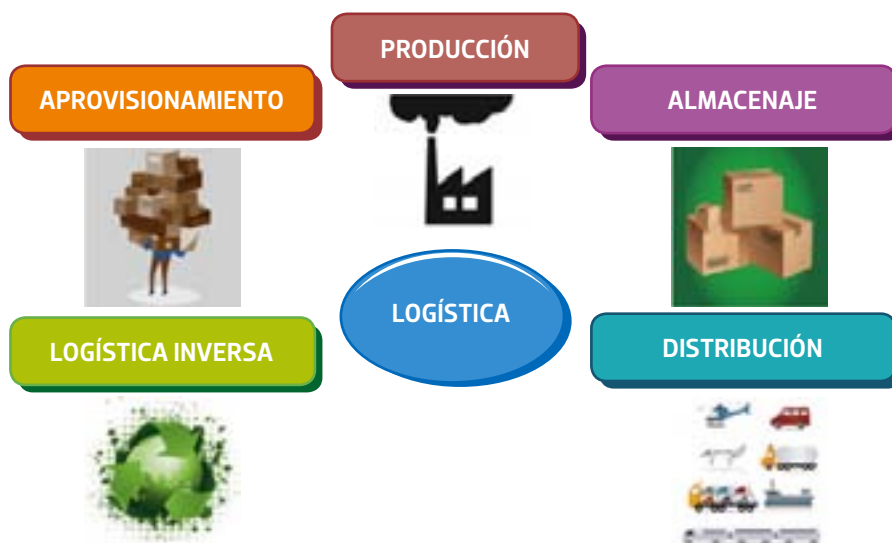 PRODUCCIÓN
APROVISIONAMIENTO
ALMACENAJE
LOGÍSTICA
LOGÍSTICA INVERSA
DISTRIBUCIÓN